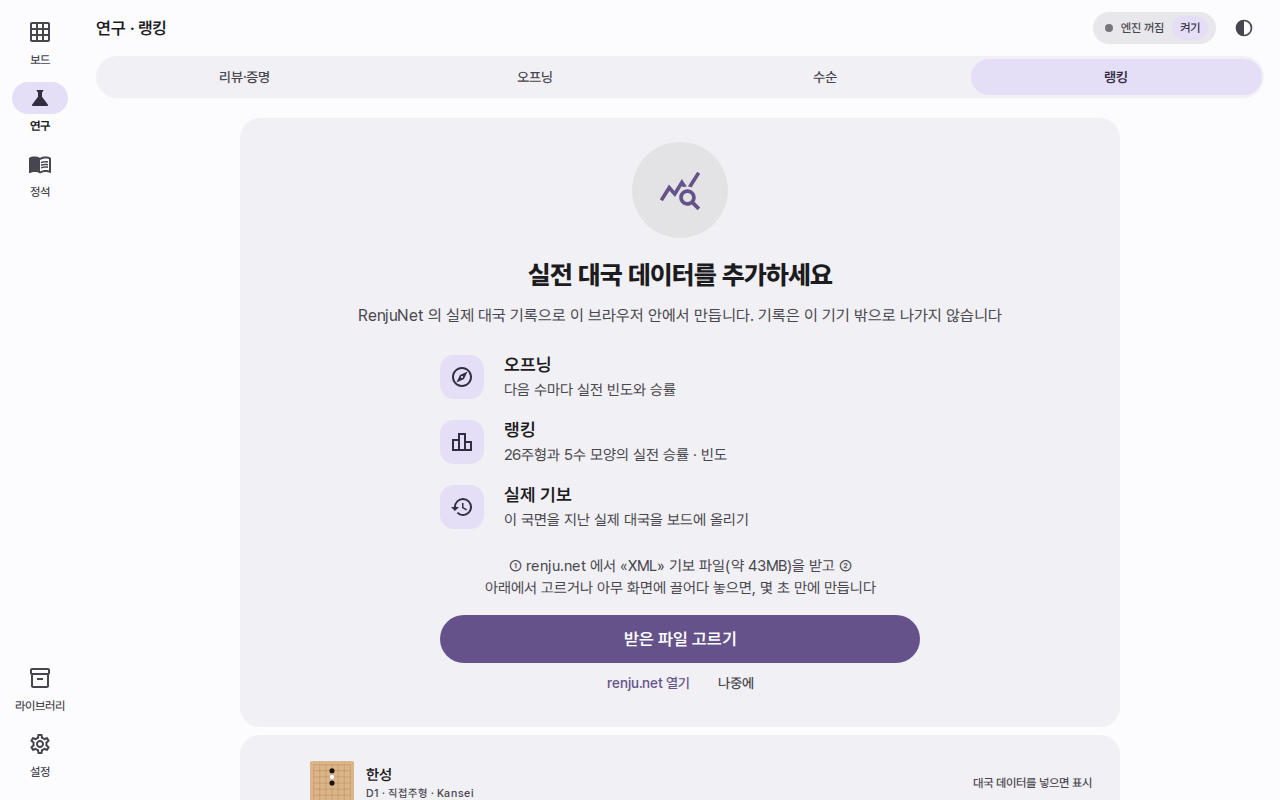 연구 · 랭킹
엔진 꺼짐 켜기
보드
연구
정석
라이브러리
설정
리뷰·증명 오프닝 수순 랭킹
실전 대국 데이터를 추가하세요
RenjuNet 의 실제 대국 기록으로 이 브라우저 안에서 만듭니다. 기록은 이 기기 밖으로 나가지 않습니다
오프닝
다음 수마다 실전 빈도와 승률
랭킹
26주형과 5수 모양의 실전 승률 · 빈도
실제 기보
이 국면을 지난 실제 대국을 보드에 올리기
① renju.net 에서 «XML» 기보 파일(약 43MB)을 받고 ②
아래에서 고르거나 아무 화면에 끌어다 놓으면, 몇 초 만에 만듭니다
받은 파일 고르기
renju.net 열기 나중에
한성
D1 · 직접주형 · Kansei
대국 데이터를 넣으면 표시